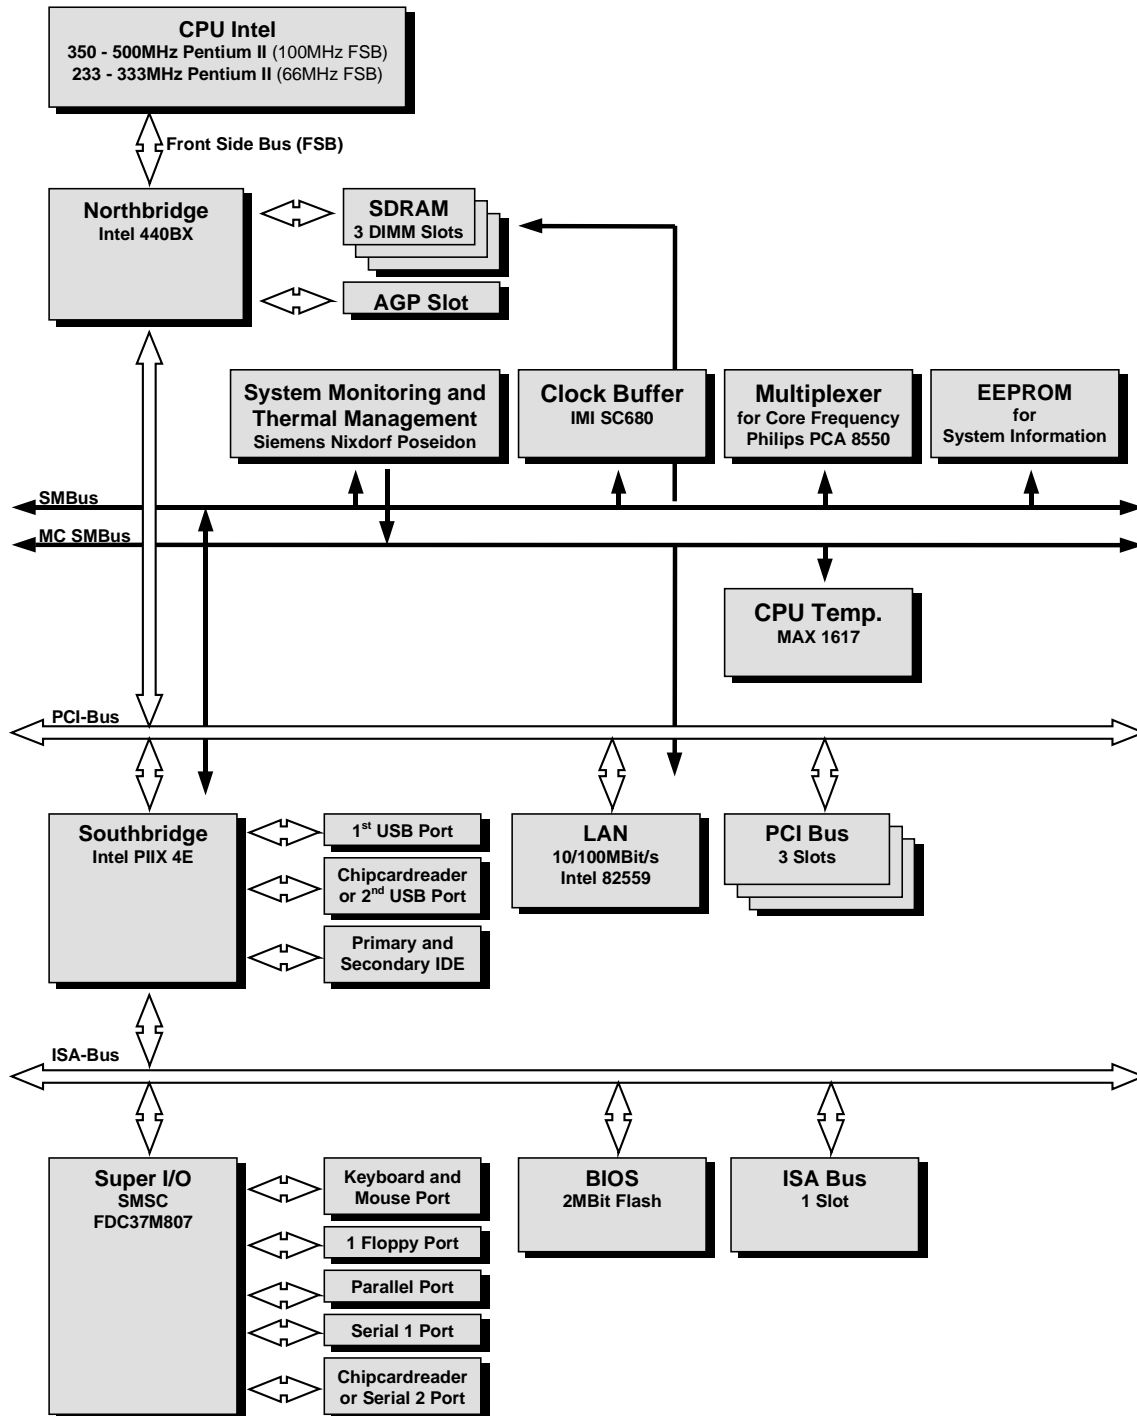 CPU Intel
350 - 500MHz Pentium II (100MHz FSB)
233 - 333MHz Pentium II (66MHz FSB)
Front Side Bus (FSB)
Northbridge
Intel 440BX
SDRAM
3 DIMM Slots
AGP Slot
System Monitoring and
Thermal Management
Siemens Nixdorf Poseidon
Clock Buffer
IMI SC680
Multiplexer
for Core Frequency
Philips PCA 8550
EEPROM
for
System Information
SMBus
MC SMBus
CPU Temp.
MAX 1617
PCI-Bus
Southbridge
Intel PIIX 4E
1st USB Port
Chipcardreader
or 2nd USB Port
Primary and
Secondary IDE
LAN
10/100MBit/s
Intel 82559
PCI Bus
3 Slots
ISA-Bus
Super I/O
SMSC
FDC37M807
Keyboard and
Mouse Port
1 Floppy Port
Parallel Port
Serial 1 Port
Chipcardreader
or Serial 2 Port
BIOS
2MBit Flash
ISA Bus
1 Slot